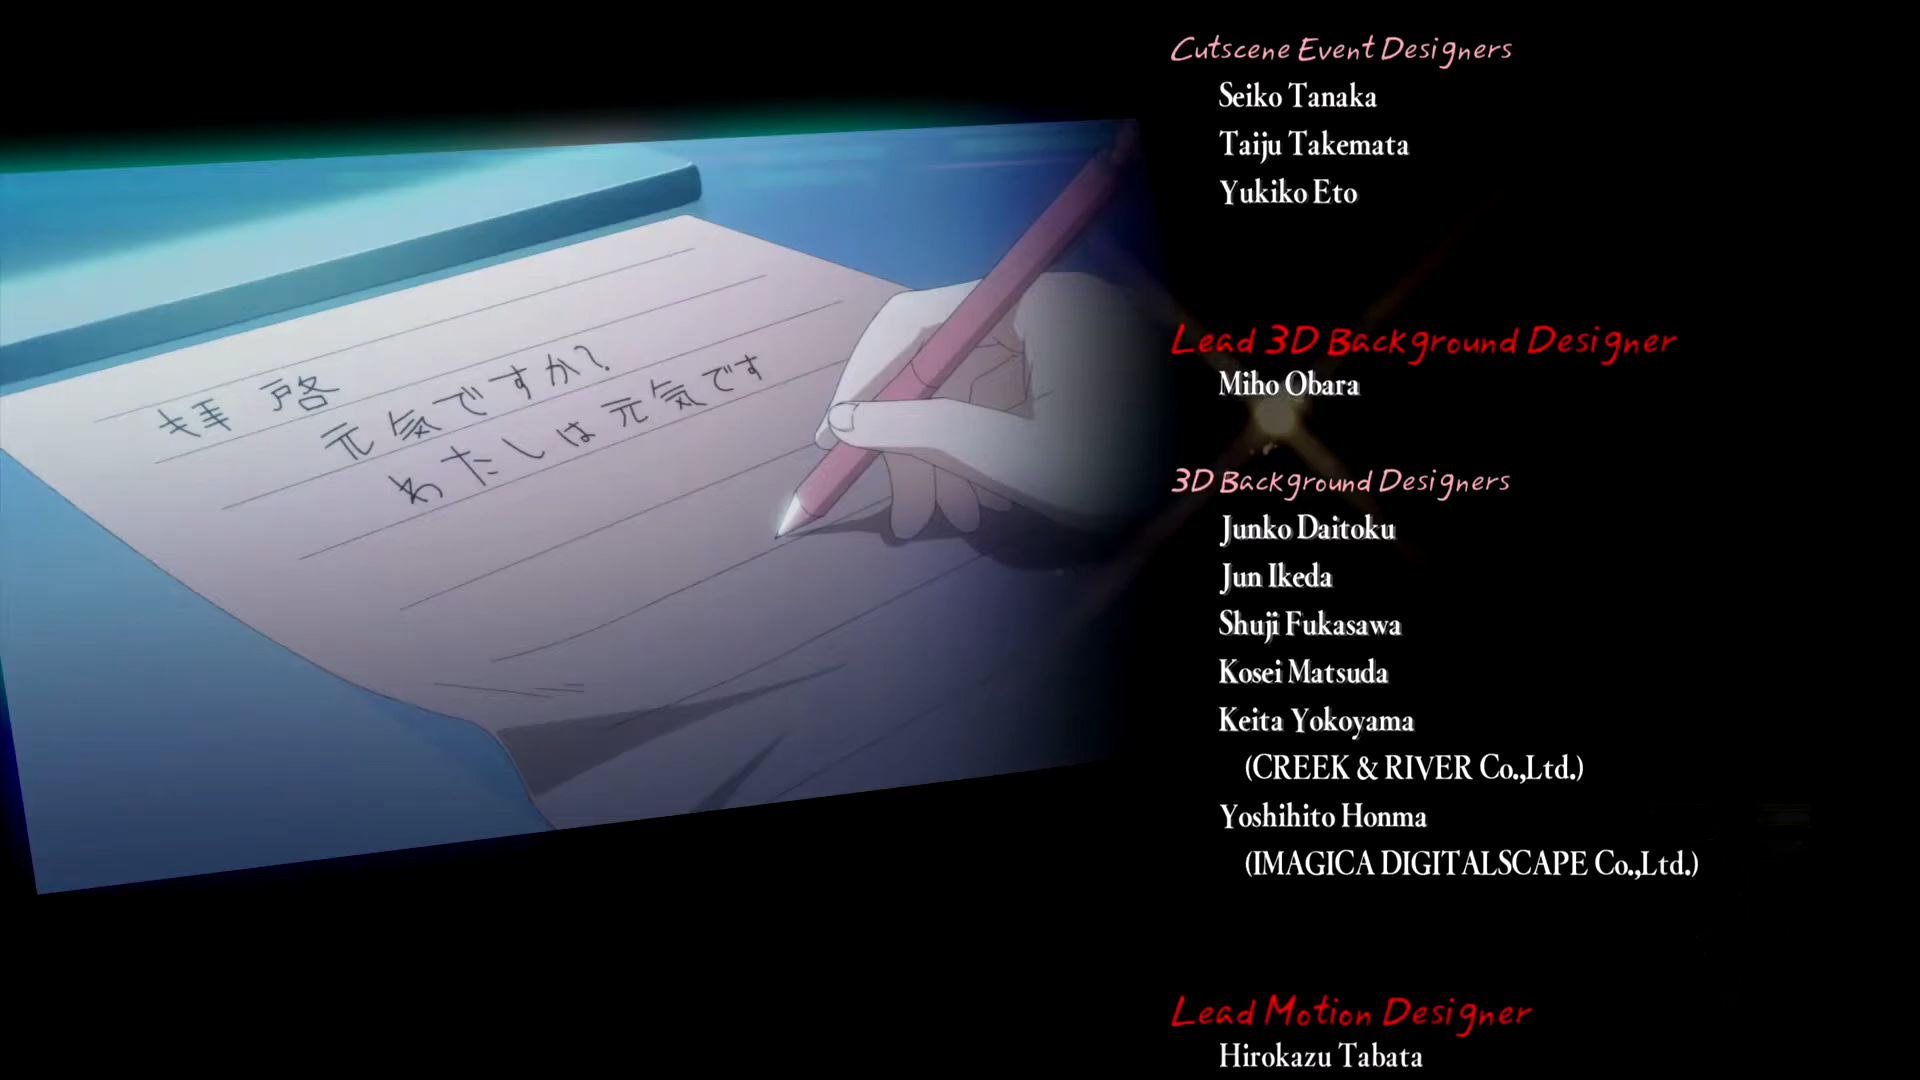 拝啓
元気ですか?
わたしは元気です
Cutscene Event Designers
Seiko Tanaka
Taiju Takemata
Yukiko Eto
Lead 3D Background Designer
Miho Obara
3D Background Designers
Junko Daitoku
Jun Ikeda
Shuji Fukasawa
Kosei Matsuda
Keita Yokoyama
(CREEK & RIVER Co.,Ltd.)
Yoshihito Honma
(IMAGICA DIGITALSCAPE Co.,Ltd.)
Lead Motion Designer
Hirokazu Tabata